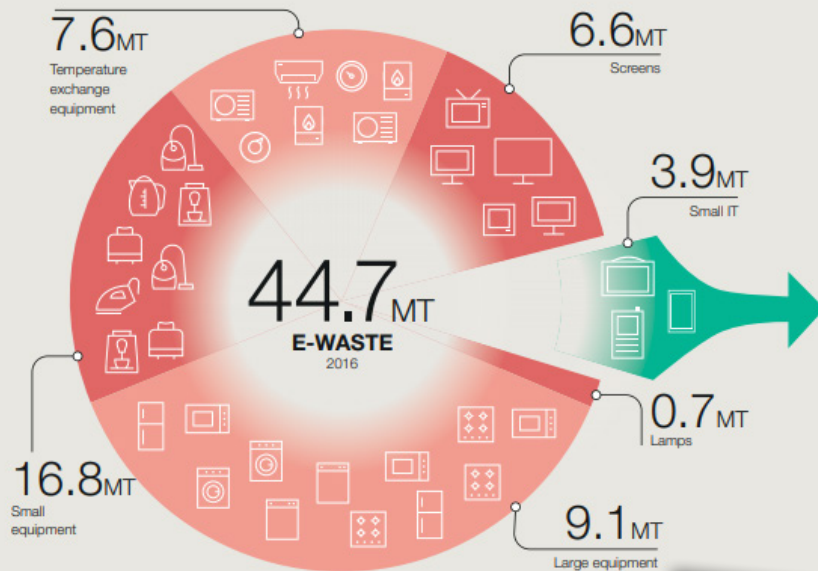 7.6MT
Temperature
exchange
equipment
6.6MT
Screens
3.9MT
Small IT
44.7MT
E-WASTE
2016
0.7MT
Lamps
16.8MT
Small
equipment
9.1MT
Large equipment